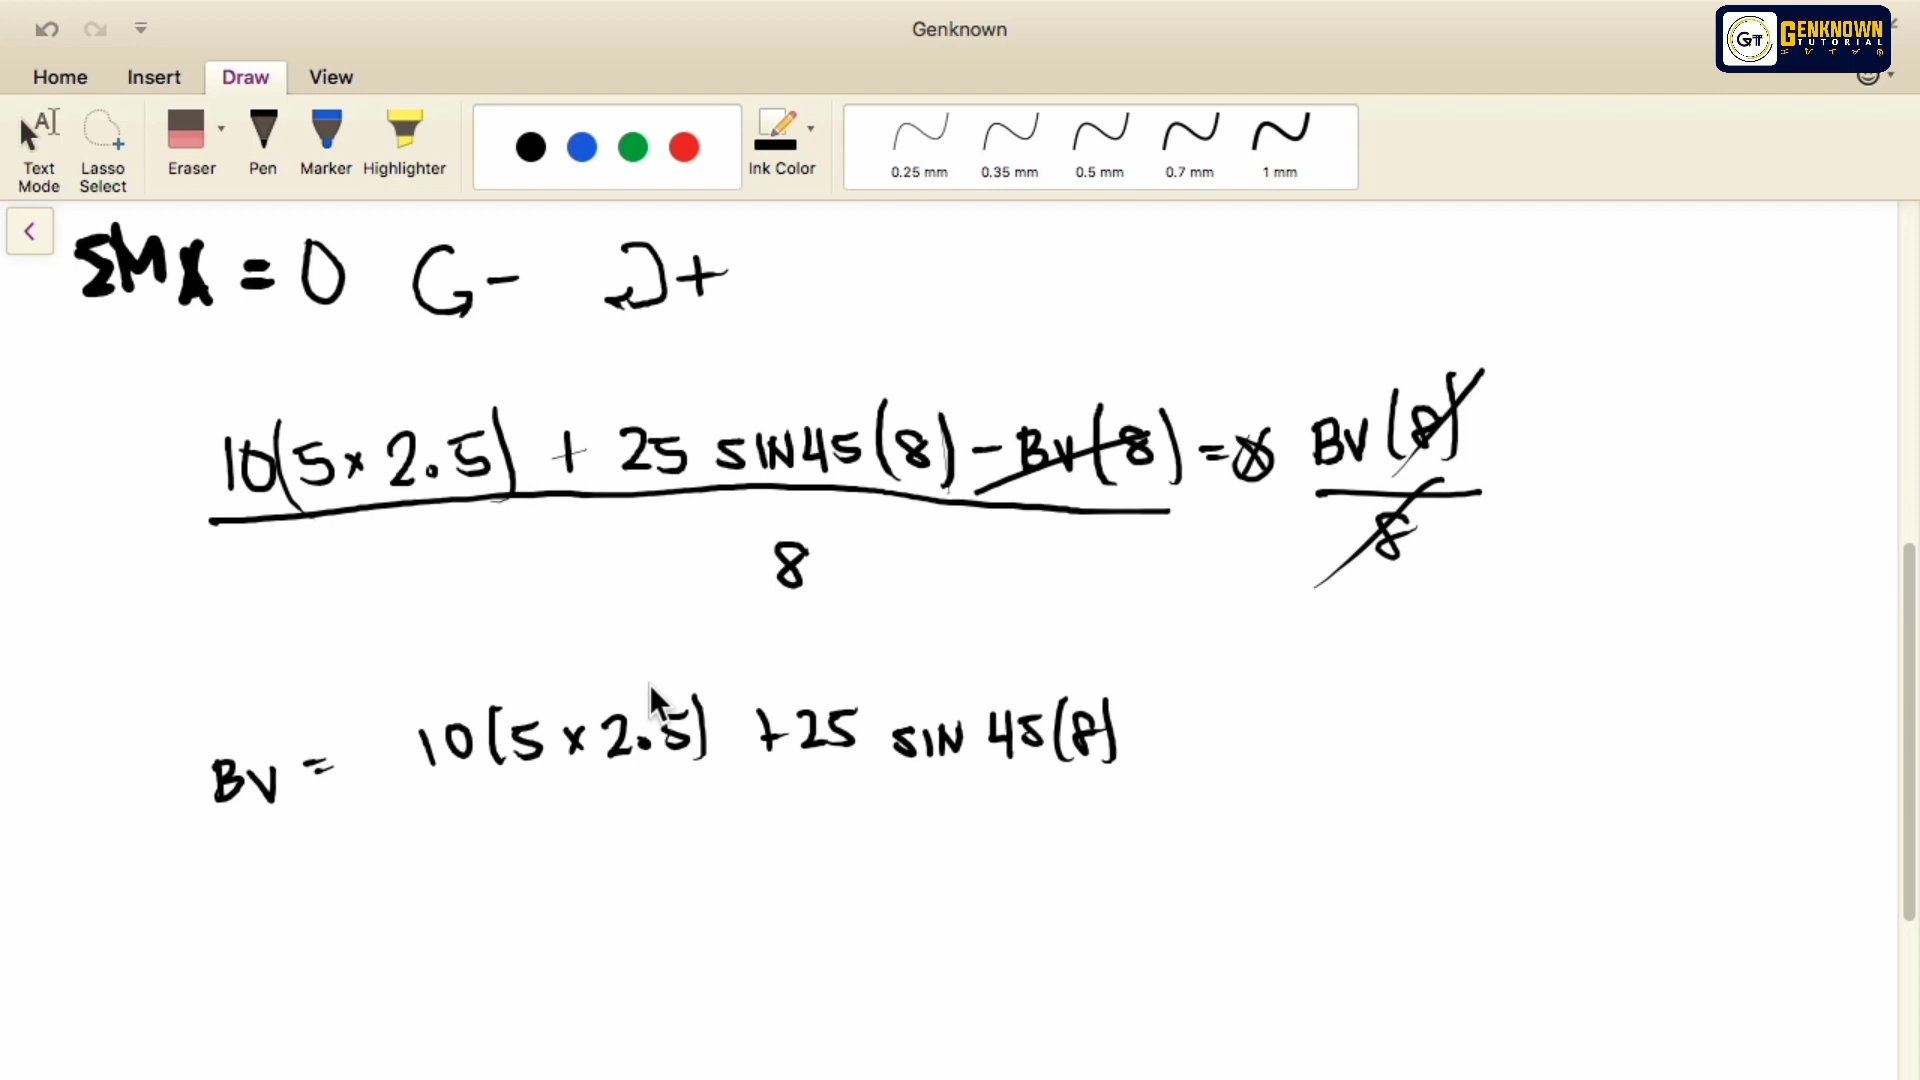 Genknown
GT GENKNOWN
TUTORIAL
Home Insert Draw View
Text Mode Lasso Select Eraser Pen Marker Highlighter Ink Color 0.25 mm 0.35 mm 0.5 mm 0.7 mm 1 mm
ΣMA = 0 - +
10(5 × 2.5) + 25 SIN45(8) - BV(8) = 0 BV(8)
8 8
BV = 10(5 × 2.5) + 25 SIN 45(8)